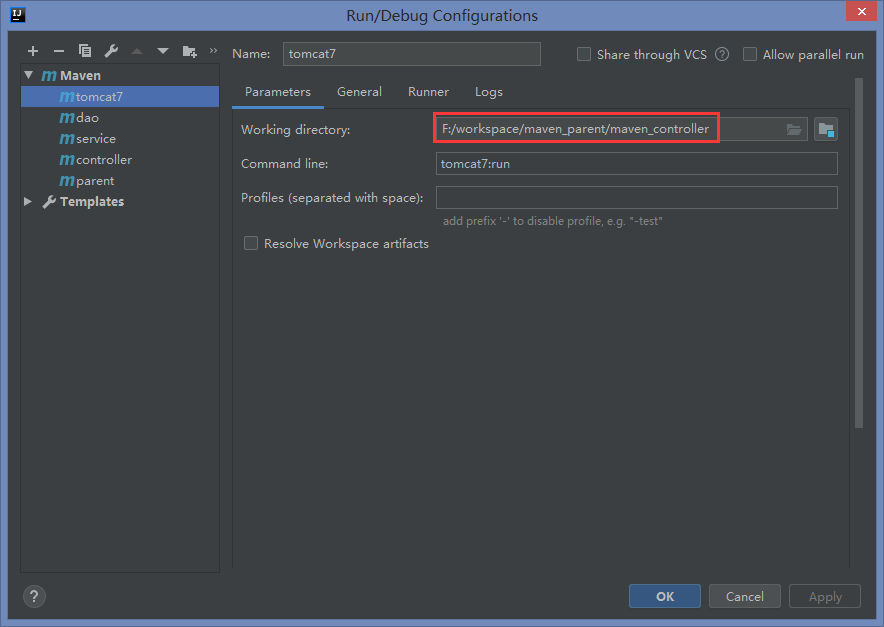 Run/Debug Configurations
Name: tomcat7 Share through VCS ? Allow parallel run
Maven
tomcat7
dao
service
controller
parent
Templates
Parameters General Runner Logs
Working directory: F:/workspace/maven_parent/maven_controller
Command line: tomcat7:run
Profiles (separated with space):
add prefix '-' to disable profile, e.g. "-test"
Resolve Workspace artifacts
? OK Cancel Apply